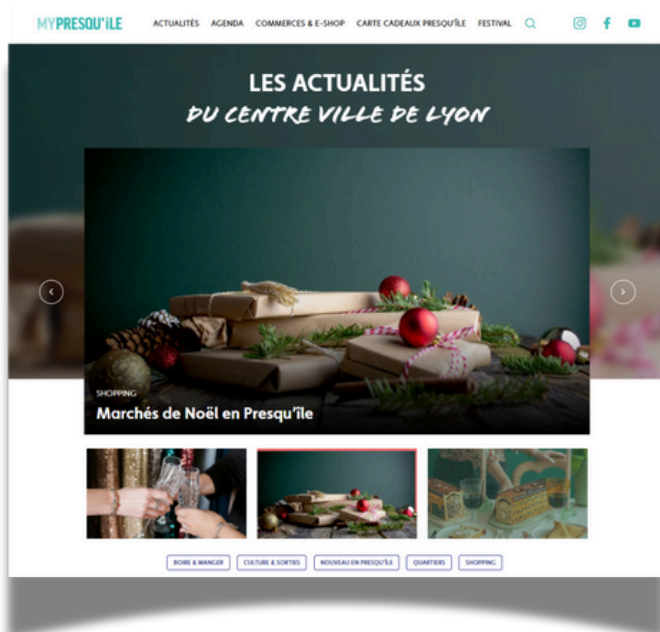 MYPRESQU'iLE
ACTUALITÉS AGENDA COMMERCES & E-SHOP CARTE CADEAUX PRESQU'ÎLE FESTIVAL
LES ACTUALITÉS
DU CENTRE VILLE DE LYON
SHOPPING
Marchés de Noël en Presqu'île
BOIRE & MANGER CULTURE & SORTIES NOUVEAU EN PRESQU'ÎLE QUARTIERS SHOPPING